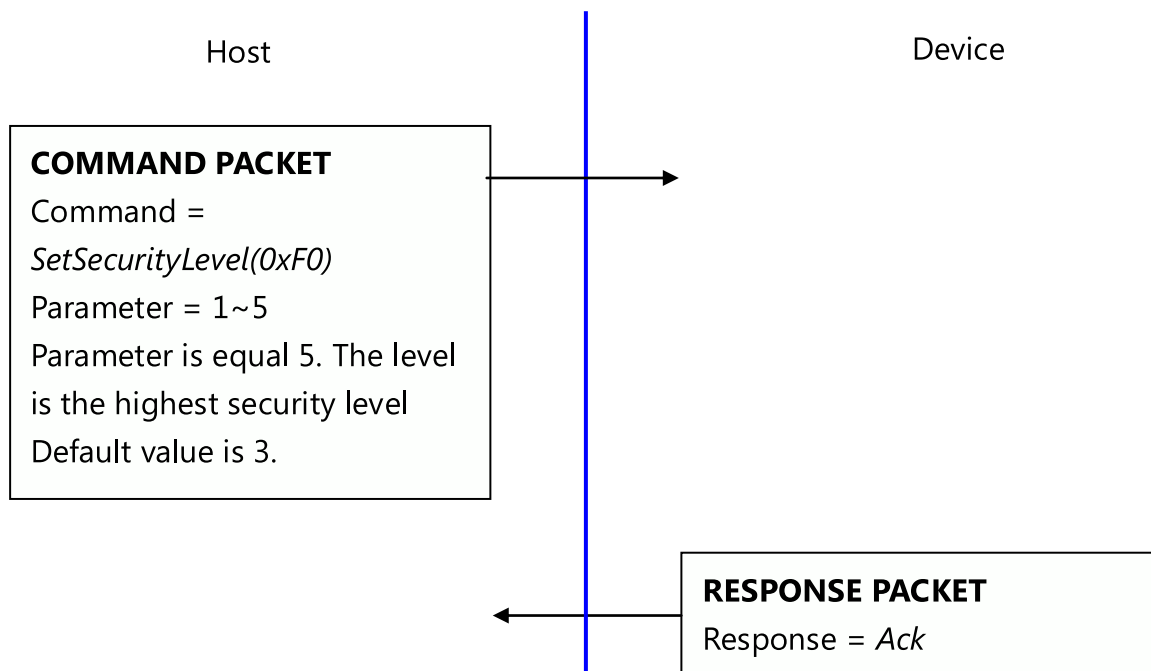 Host
Device
COMMAND PACKET
Command =
SetSecurityLevel(0xF0)
Parameter = 1~5
Parameter is equal 5. The level
is the highest security level
Default value is 3.
RESPONSE PACKET
Response = Ack